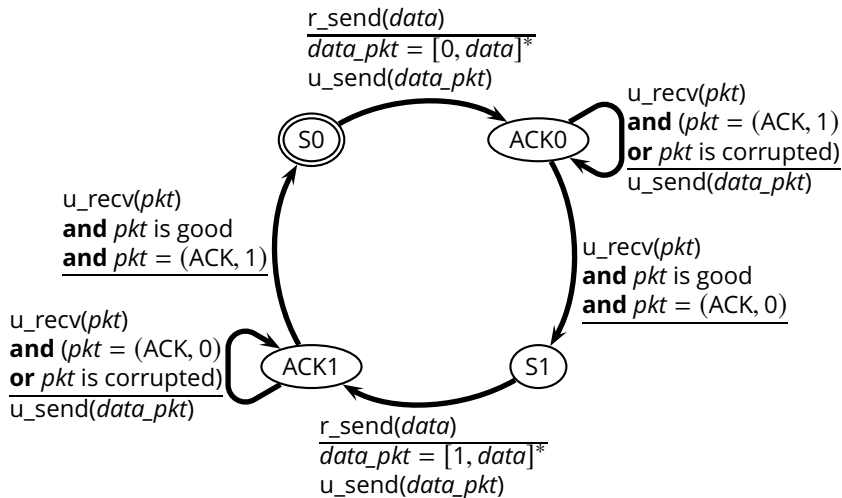 r_send(data)
data_pkt = [0, data]*
u_send(data_pkt)
S0
ACK0
u_recv(pkt)
and (pkt = (ACK, 1)
or pkt is corrupted)
u_send(data_pkt)
u_recv(pkt)
and pkt is good
and pkt = (ACK, 1)
u_recv(pkt)
and pkt is good
and pkt = (ACK, 0)
u_recv(pkt)
and (pkt = (ACK, 0)
or pkt is corrupted)
u_send(data_pkt)
ACK1
S1
r_send(data)
data_pkt = [1, data]*
u_send(data_pkt)